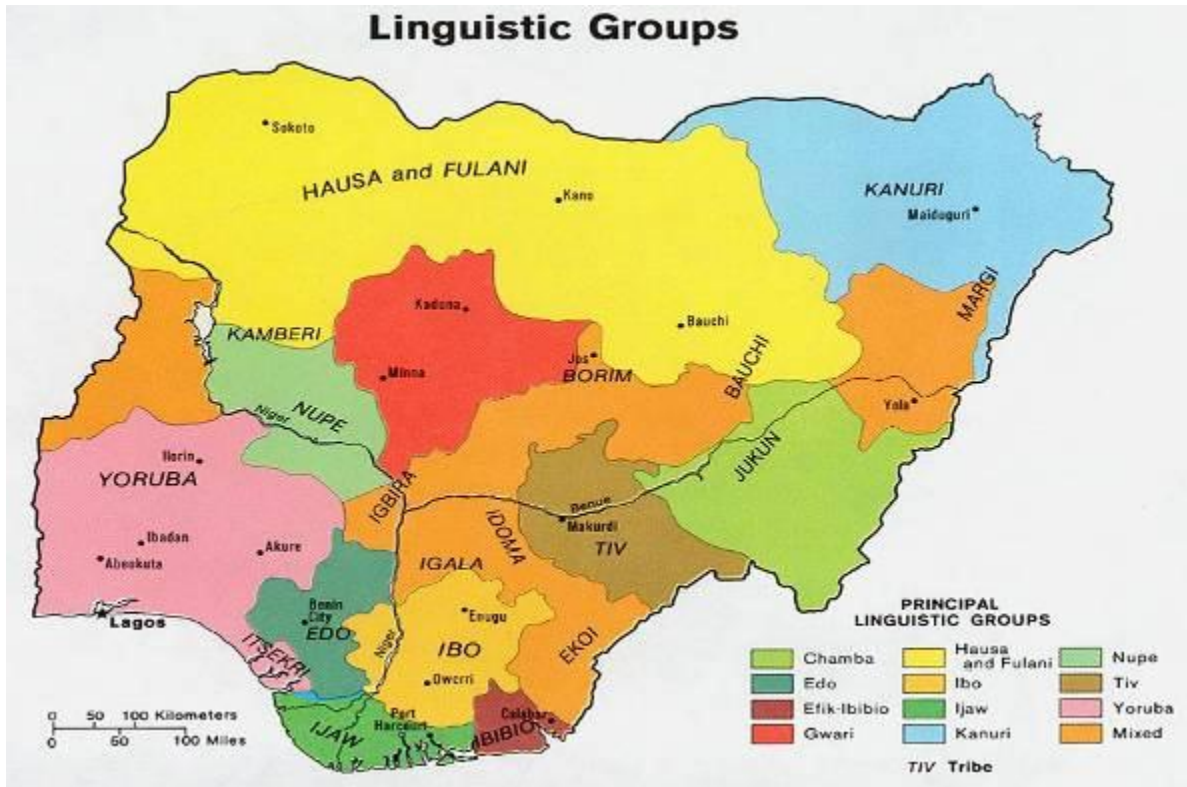 Linguistic Groups
Sokoto
HAUSA and FULANI
Kano
KANURI
Maiduguri
MARGI
Kaduna
Bauchi
KAMBERI
Jos
BORIM
BAUCHI
Minna
Yola
Niger
NUPE
Ilorin
YORUBA
JUKUN
IGBIRA
Benue
Makurdi
IDOMA
TIV
Ibadan
Akure
Abeokuta
IGALA
Benin
City
EDO
Enugu
Lagos
ITSEKRI
Niger
IBO
EKOI
Owerri
Port
Harcourt
Calabar
IJAW
IBIBIO
0 50 100 Kilometers
0 50 100 Miles
PRINCIPAL
LINGUISTIC GROUPS
Chamba
Edo
Efik-Ibibio
Gwari
Hausa
and Fulani
Ibo
Ijaw
Kanuri
Nupe
Tiv
Yoruba
Mixed
TIV Tribe